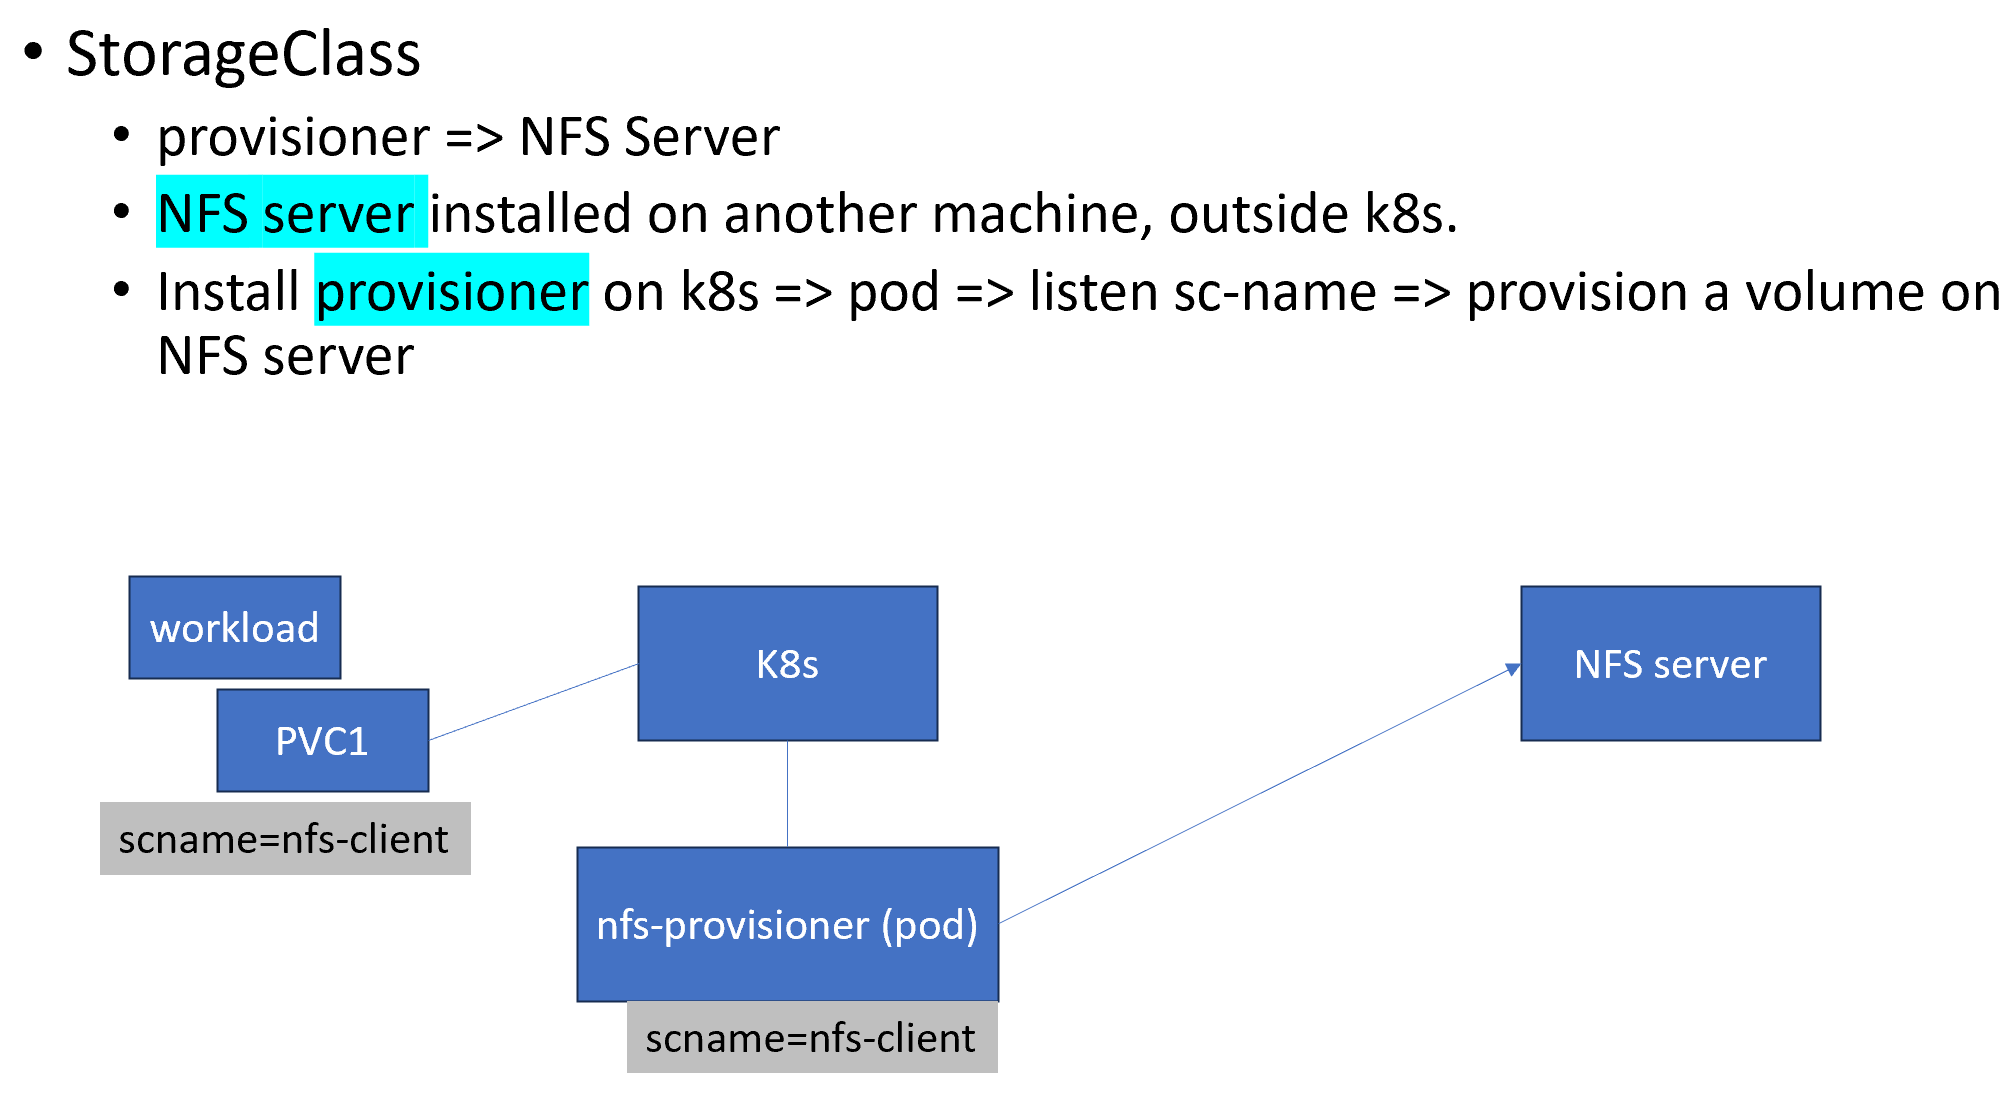 • StorageClass
• provisioner => NFS Server
• NFS server installed on another machine, outside k8s.
• Install provisioner on k8s => pod => listen sc-name => provision a volume on
NFS server
workload
K8s
NFS server
PVC1
scname=nfs-client
nfs-provisioner (pod)
scname=nfs-client